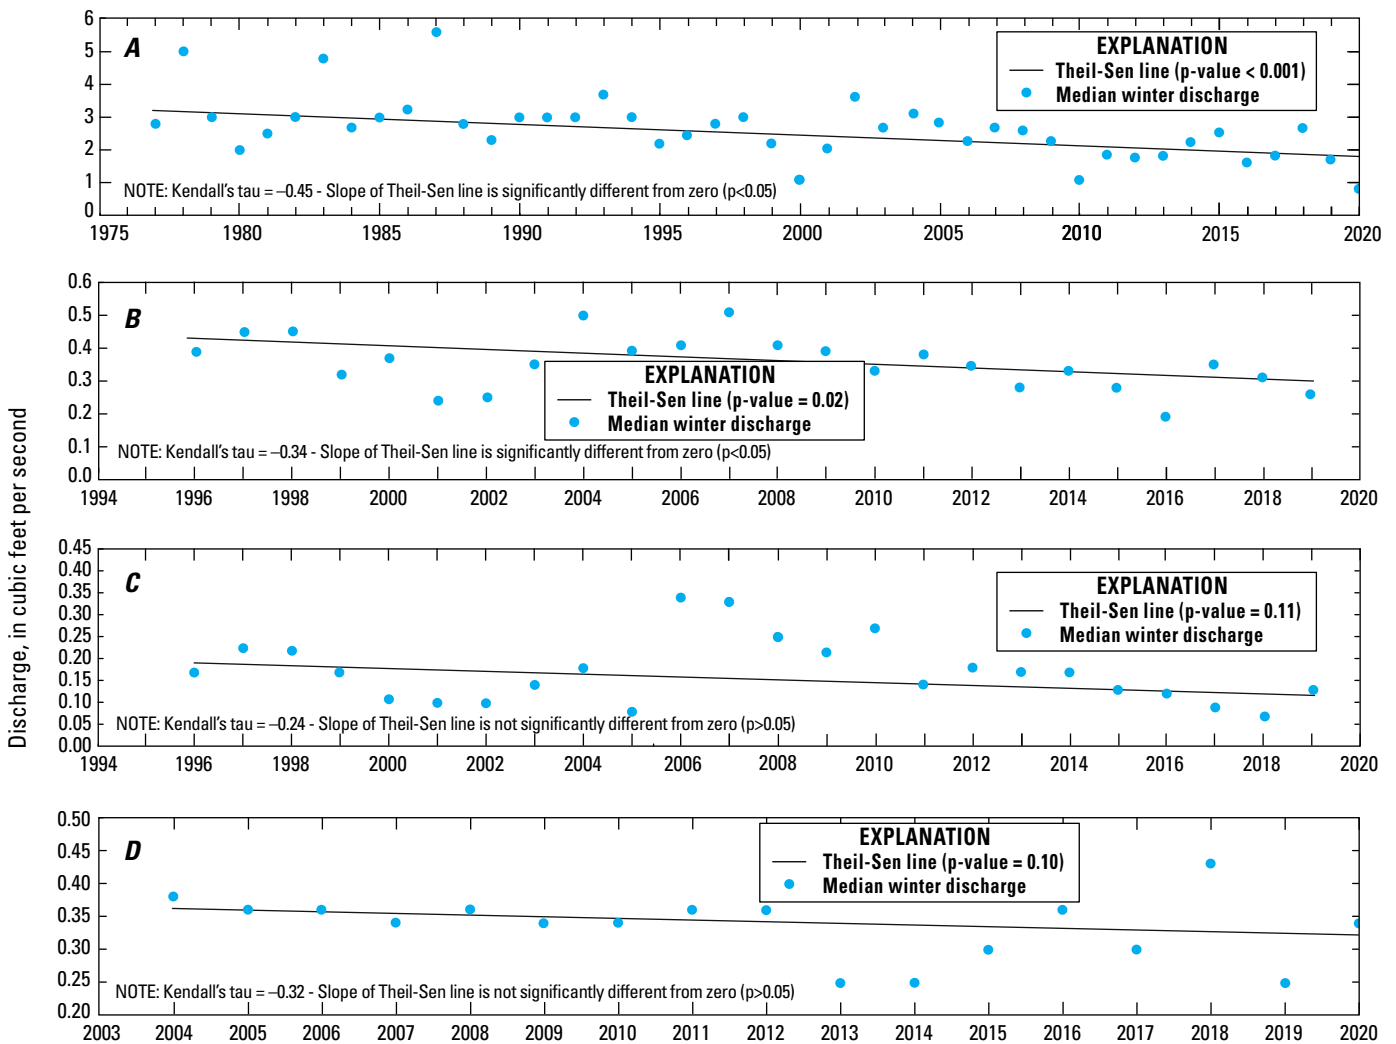 Discharge, in cubic feet per second
6
5
4
3
2
1
0
A
EXPLANATION
Theil-Sen line (p-value < 0.001)
Median winter discharge
NOTE: Kendall's tau = –0.45 - Slope of Theil-Sen line is significantly different from zero (p<0.05)
1975 1980 1985 1990 1995 2000 2005 2010 2015 2020
0.6
0.5
0.4
0.3
0.2
0.1
0.0
B
EXPLANATION
Theil-Sen line (p-value = 0.02)
Median winter discharge
NOTE: Kendall's tau = –0.34 - Slope of Theil-Sen line is significantly different from zero (p<0.05)
1994 1996 1998 2000 2002 2004 2006 2008 2010 2012 2014 2016 2018 2020
0.45
0.40
0.35
0.30
0.25
0.20
0.15
0.10
0.05
0.00
C
EXPLANATION
Theil-Sen line (p-value = 0.11)
Median winter discharge
NOTE: Kendall's tau = –0.24 - Slope of Theil-Sen line is not significantly different from zero (p>0.05)
1994 1996 1998 2000 2002 2004 2006 2008 2010 2012 2014 2016 2018 2020
0.50
0.45
0.40
0.35
0.30
0.25
0.20
D
EXPLANATION
Theil-Sen line (p-value = 0.10)
Median winter discharge
NOTE: Kendall's tau = –0.32 - Slope of Theil-Sen line is not significantly different from zero (p>0.05)
2003 2004 2005 2006 2007 2008 2009 2010 2011 2012 2013 2014 2015 2016 2017 2018 2019 2020